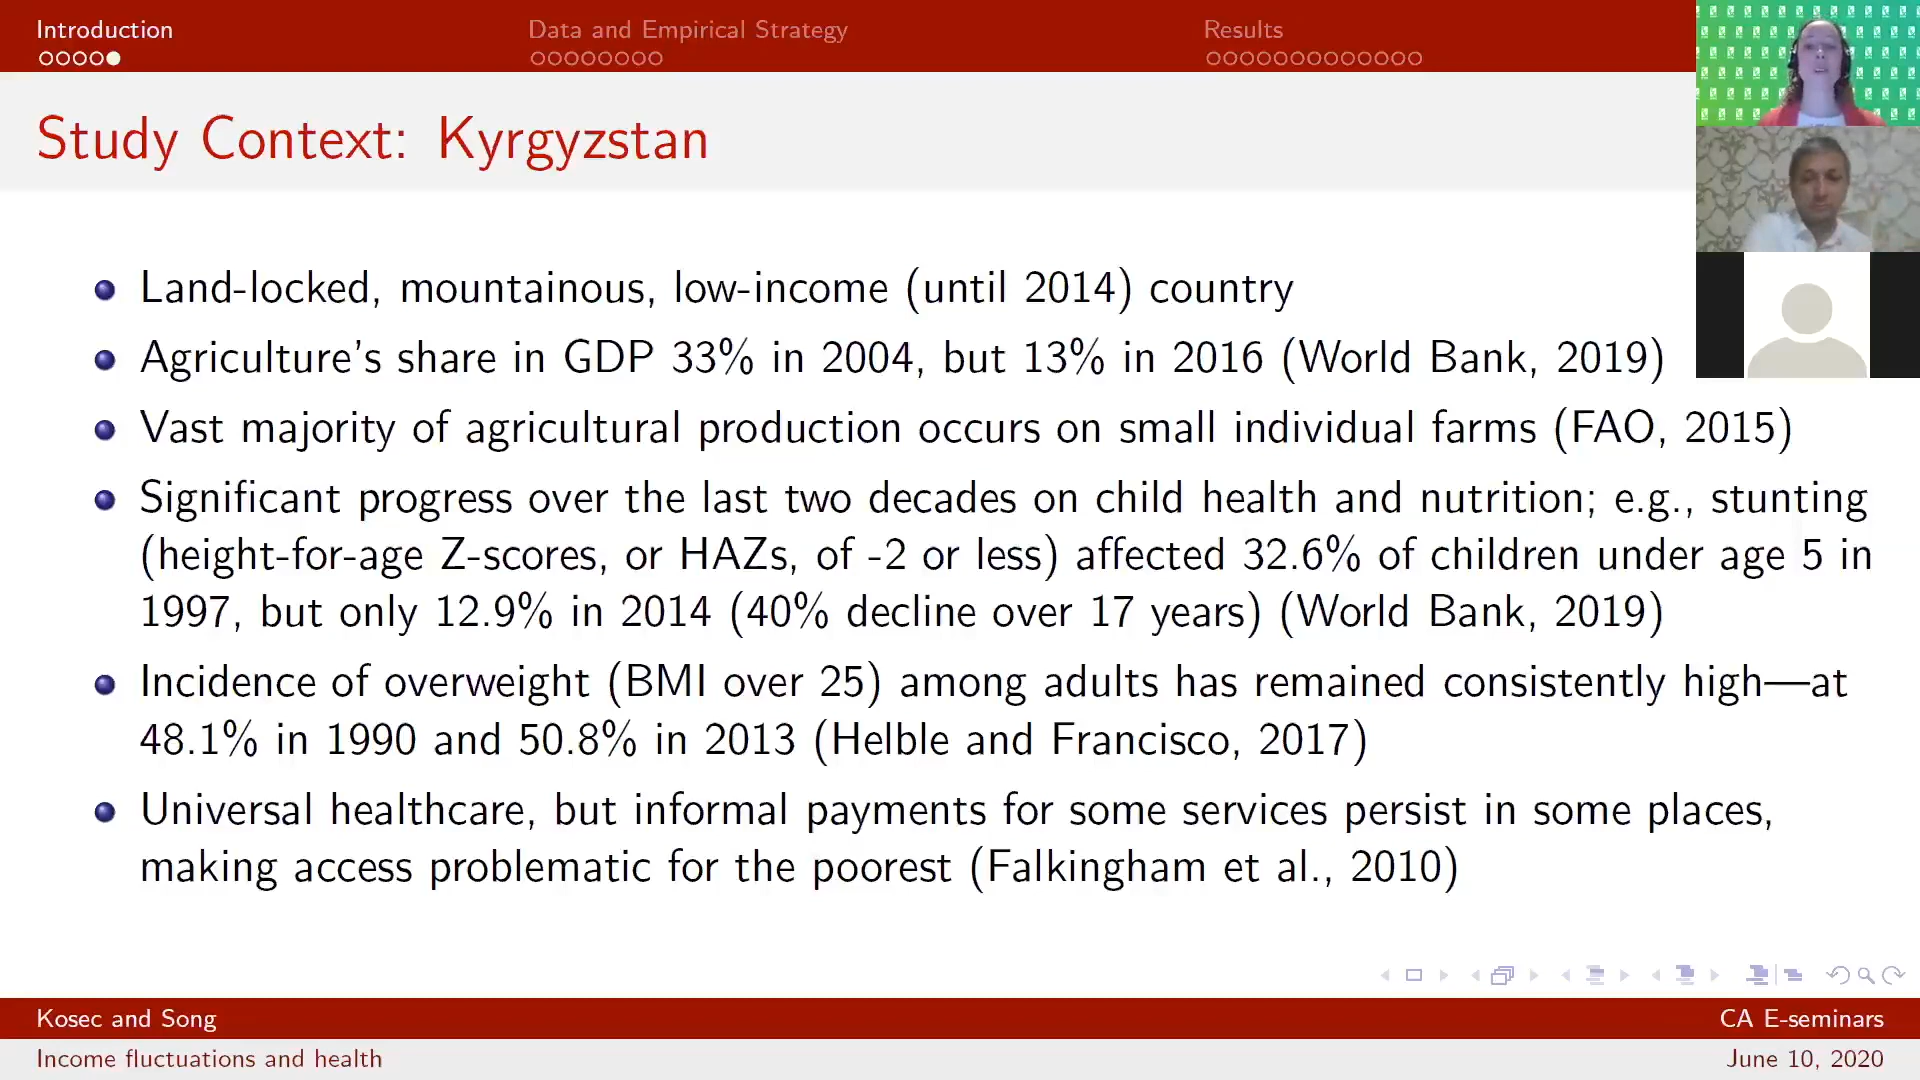 Introduction
Data and Empirical Strategy
Results
Study Context: Kyrgyzstan
Land-locked, mountainous, low-income (until 2014) country
Agriculture's share in GDP 33% in 2004, but 13% in 2016 (World Bank, 2019)
Vast majority of agricultural production occurs on small individual farms (FAO, 2015)
Significant progress over the last two decades on child health and nutrition; e.g., stunting
(height-for-age Z-scores, or HAZs, of -2 or less) affected 32.6% of children under age 5 in
1997, but only 12.9% in 2014 (40% decline over 17 years) (World Bank, 2019)
Incidence of overweight (BMI over 25) among adults has remained consistently high—at
48.1% in 1990 and 50.8% in 2013 (Helble and Francisco, 2017)
Universal healthcare, but informal payments for some services persist in some places,
making access problematic for the poorest (Falkingham et al., 2010)
Kosec and Song
CA E-seminars
Income fluctuations and health
June 10, 2020